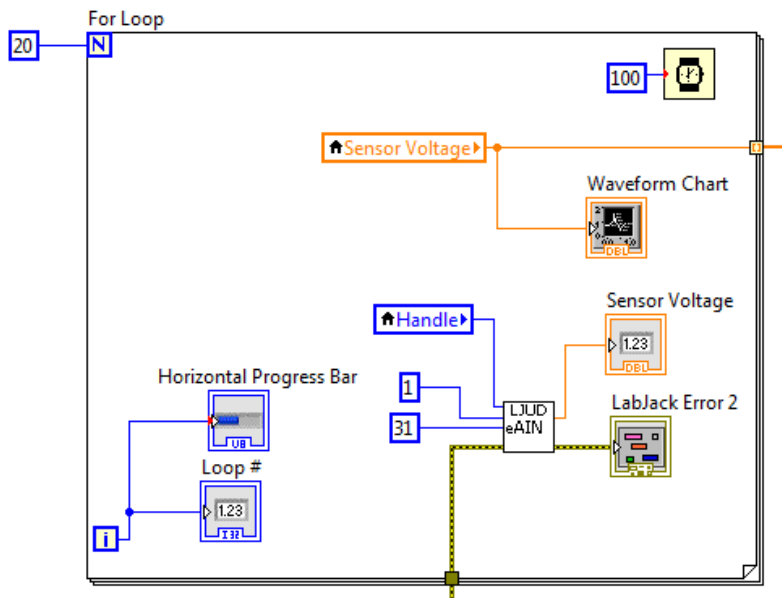 For Loop
20
N
100
Sensor Voltage
Waveform Chart
DBL
Sensor Voltage
Handle
1.23
DBL
Horizontal Progress Bar
1
LJUD
eAIN
31
LabJack Error 2
U8
Loop #
1.23
I32
i